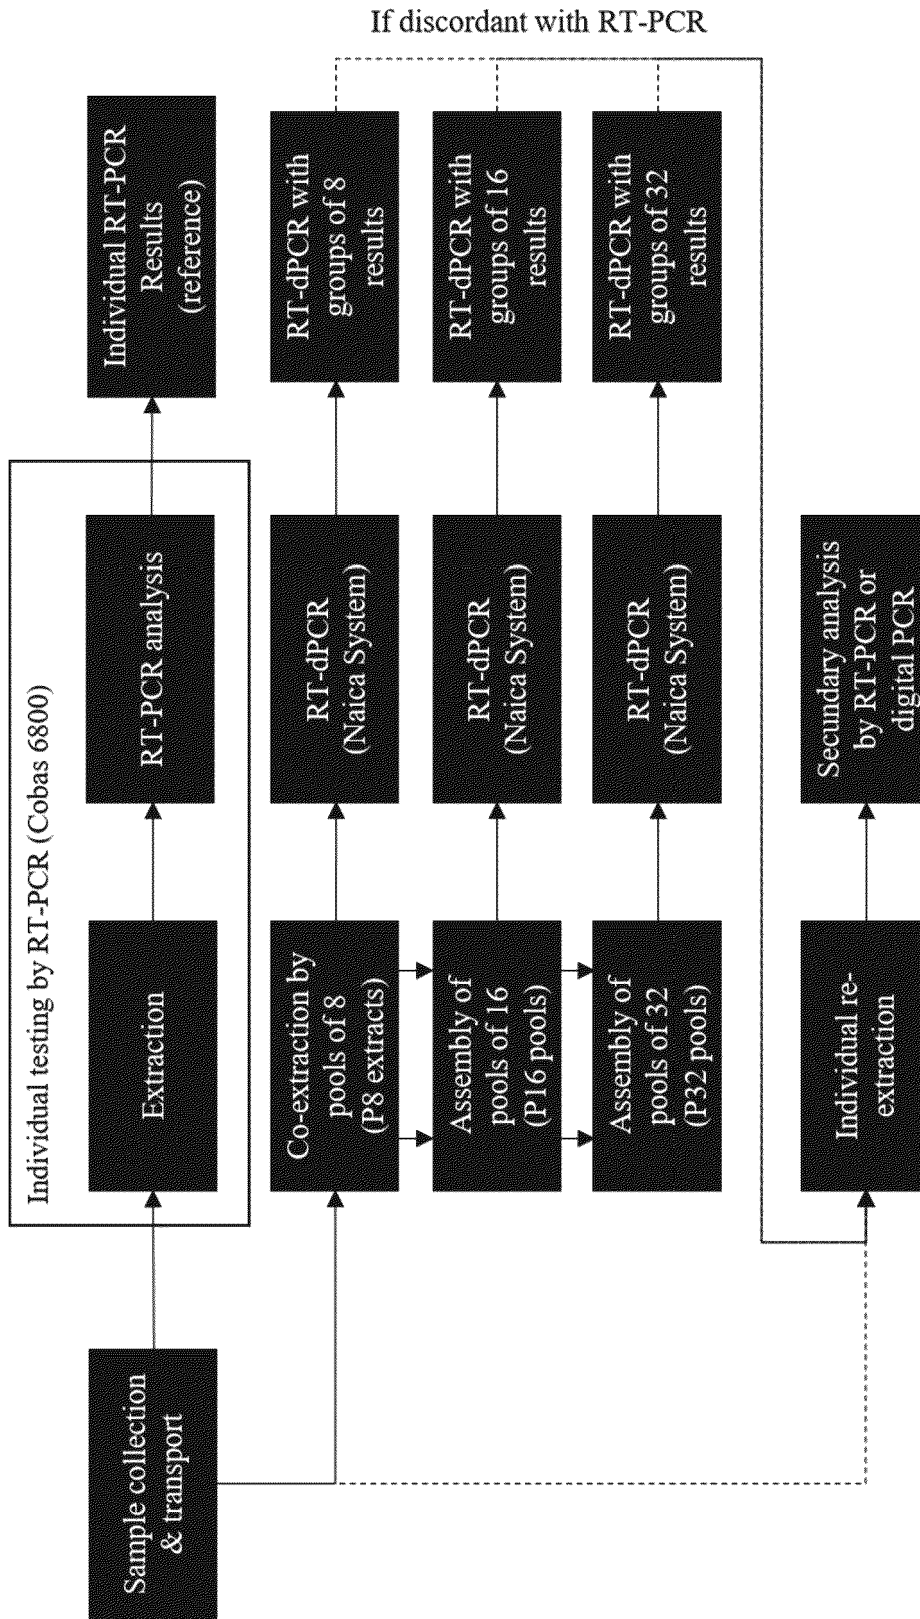 Individual testing by RT-PCR (Cobas 6800)
Sample collection
& transport
Extraction
RT-PCR analysis
Individual RT-PCR
Results
(reference)
Co-extraction by
pools of 8
(P8 extracts)
RT-dPCR
(Naica System)
RT-dPCR with
groups of 8
results
Assembly of
pools of 16
(P16 pools)
RT-dPCR
(Naica System)
RT-dPCR with
groups of 16
results
Assembly of
pools of 32
(P32 pools)
RT-dPCR
(Naica System)
RT-dPCR with
groups of 32
results
If discordant with RT-PCR
Individual re-
extraction
Secundary analysis
by RT-PCR or
digital PCR